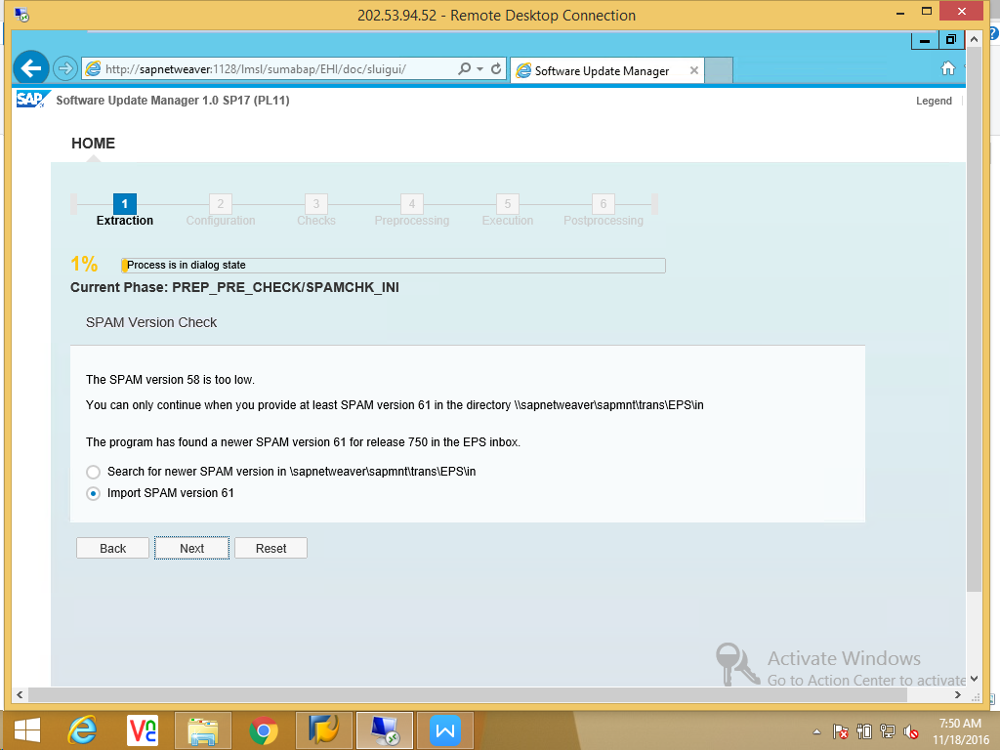 202.53.94.52 - Remote Desktop Connection
http://sapnetweaver:1128/lmsl/sumabap/EHI/doc/sluigui/
Software Update Manager
SAP Software Update Manager 1.0 SP17 (PL11)
Legend
HOME
1 2 3 4 5 6
Extraction Configuration Checks Preprocessing Execution Postprocessing
1% Process is in dialog state
Current Phase: PREP_PRE_CHECK/SPAMCHK_INI
SPAM Version Check
The SPAM version 58 is too low.
You can only continue when you provide at least SPAM version 61 in the directory \\sapnetweaver\sapmnt\trans\EPS\in
The program has found a newer SPAM version 61 for release 750 in the EPS inbox.
Search for newer SPAM version in \sapnetweaver\sapmnt\trans\EPS\in
Import SPAM version 61
Back Next Reset
Activate Windows
Go to Action Center to activate
7:50 AM
11/18/2016